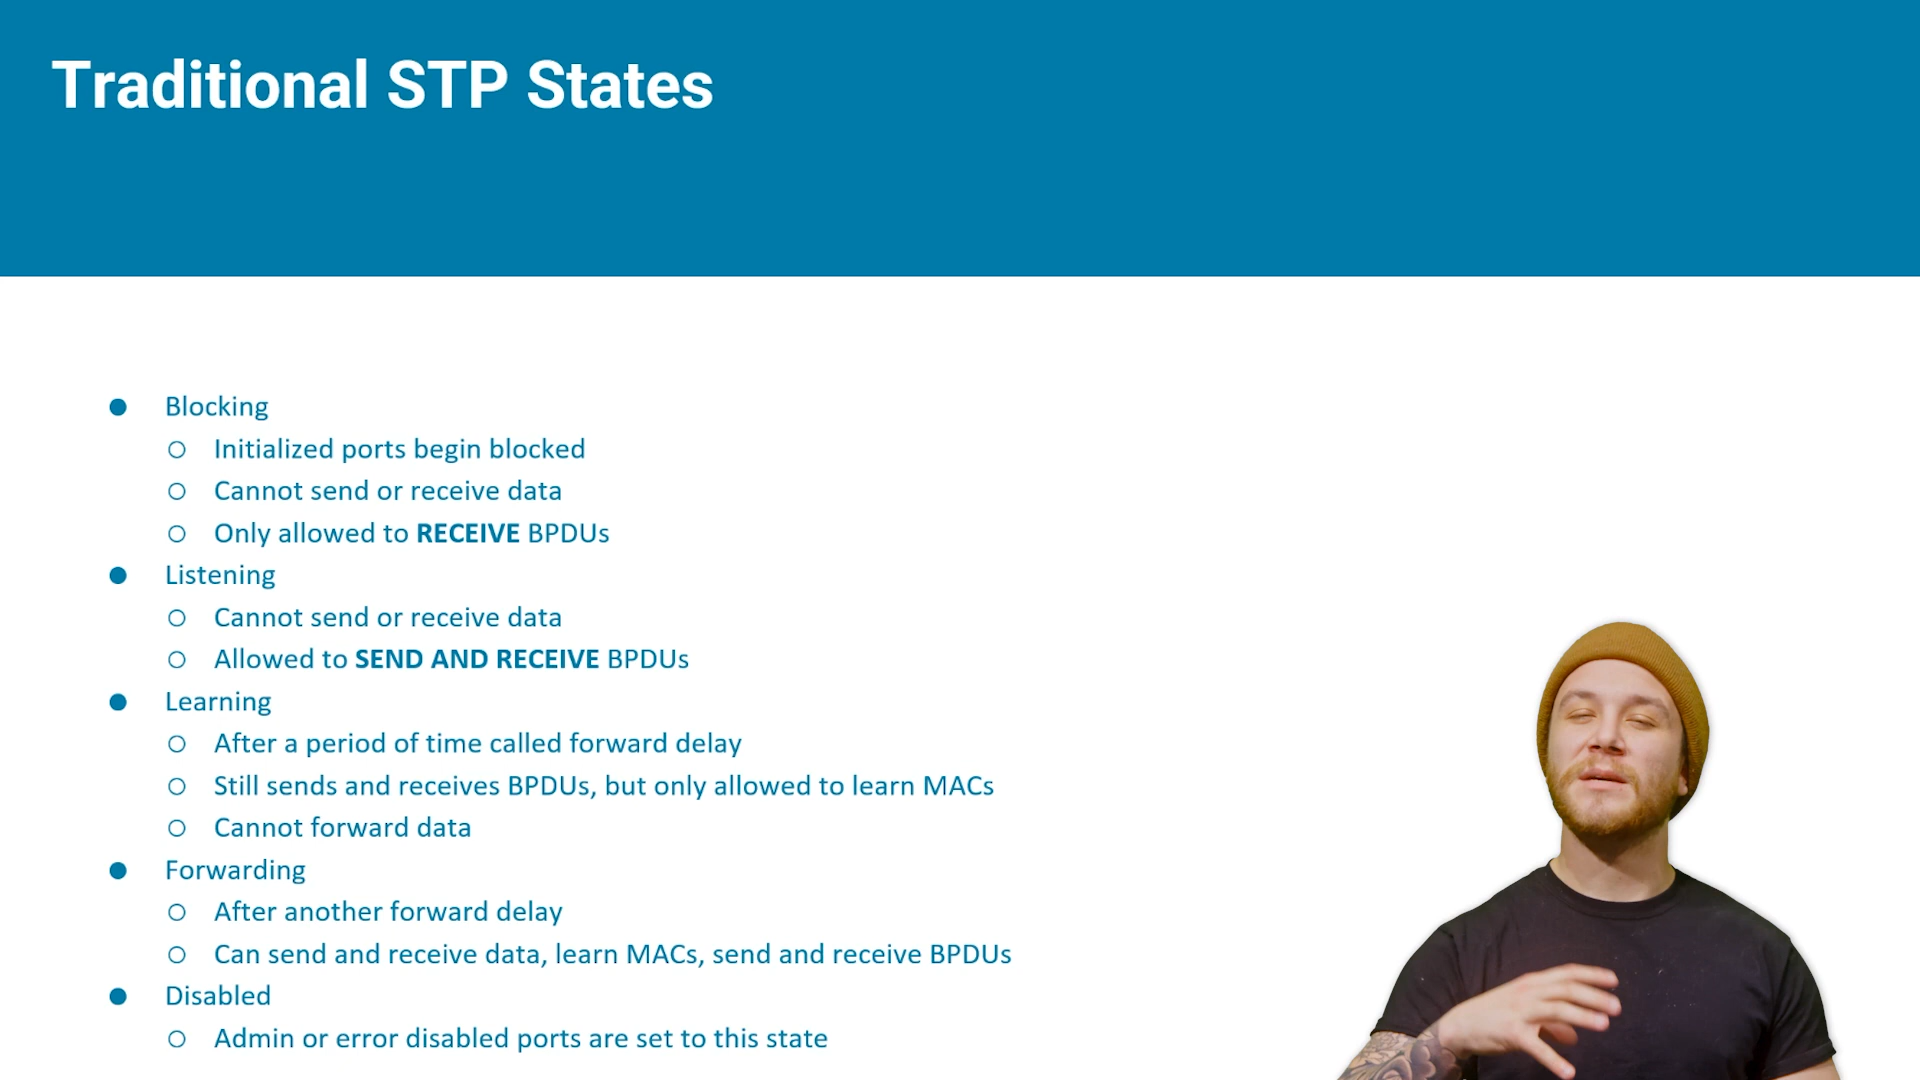 Traditional STP States
Blocking
Initialized ports begin blocked
Cannot send or receive data
Only allowed to RECEIVE BPDUs
Listening
Cannot send or receive data
Allowed to SEND AND RECEIVE BPDUs
Learning
After a period of time called forward delay
Still sends and receives BPDUs, but only allowed to learn MACs
Cannot forward data
Forwarding
After another forward delay
Can send and receive data, learn MACs, send and receive BPDUs
Disabled
Admin or error disabled ports are set to this state